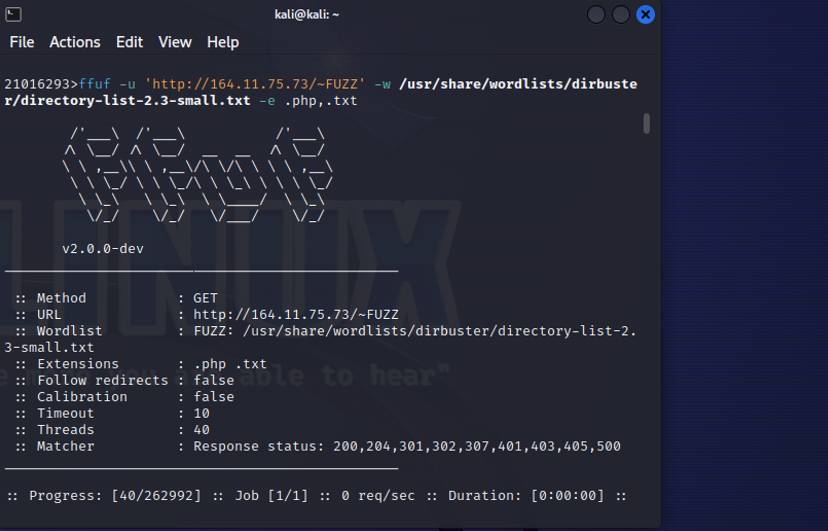 kali@kali: ~
File Actions Edit View Help
21016293>ffuf -u 'http://164.11.75.73/~FUZZ' -w /usr/share/wordlists/dirbuste
r/directory-list-2.3-small.txt -e .php,.txt
v2.0.0-dev
:: Method : GET
:: URL : http://164.11.75.73/~FUZZ
:: Wordlist : FUZZ: /usr/share/wordlists/dirbuster/directory-list-2.
3-small.txt
:: Extensions : .php .txt
:: Follow redirects : false
:: Calibration : false
:: Timeout : 10
:: Threads : 40
:: Matcher : Response status: 200,204,301,302,307,401,403,405,500
:: Progress: [40/262992] :: Job [1/1] :: 0 req/sec :: Duration: [0:00:00] ::